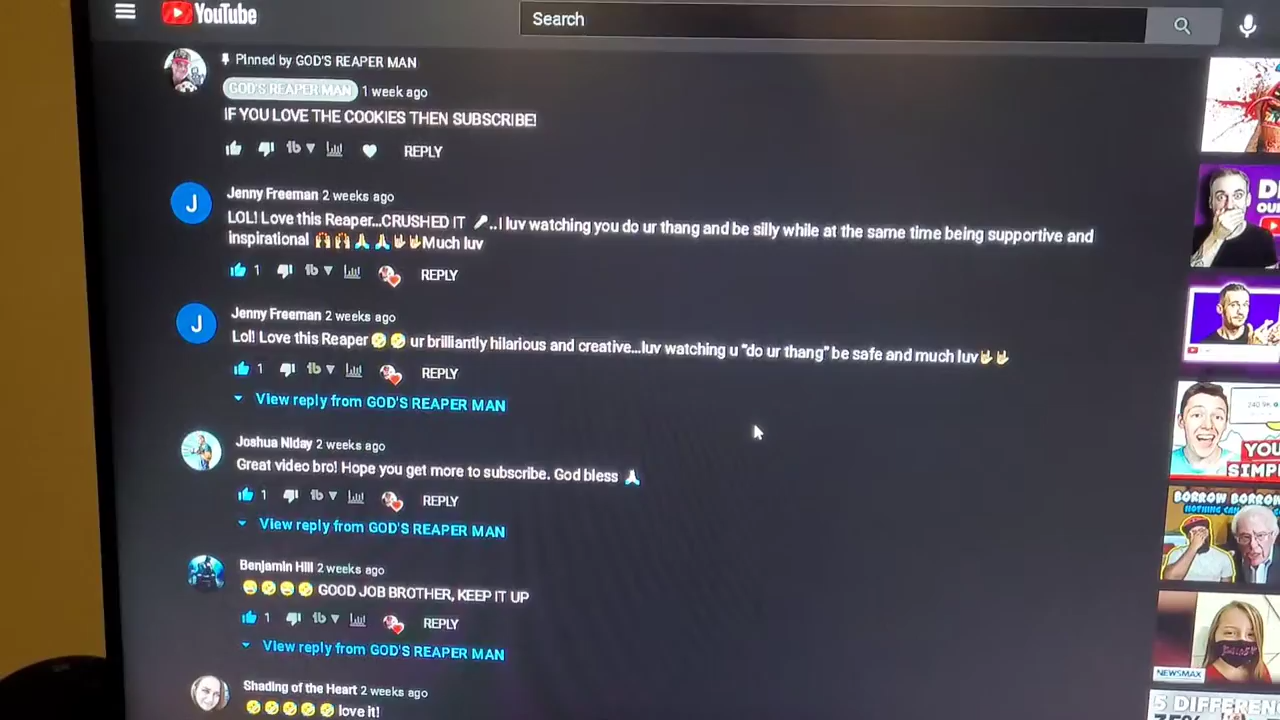 YouTube
Search
Pinned by GOD'S REAPER MAN
GOD'S REAPER MAN 1 week ago
IF YOU LOVE THE COOKIES THEN SUBSCRIBE!
REPLY
J
Jenny Freeman 2 weeks ago
LOL! Love this Reaper...CRUSHED IT 🎤..I luv watching you do ur thang and be silly while at the same time being supportive and
inspirational 🙌🙌🙏🙏🤟🤟Much luv
1 REPLY
J
Jenny Freeman 2 weeks ago
Lol! Love this Reaper 🤣🤣 ur brilliantly hilarious and creative...luv watching u "do ur thang" be safe and much luv🤟🤟
1 REPLY
View reply from GOD'S REAPER MAN
Joshua Niday 2 weeks ago
Great video bro! Hope you get more to subscribe. God bless 🙏
1 REPLY
View reply from GOD'S REAPER MAN
Benjamin Hill 2 weeks ago
😂🤣😂🤣 GOOD JOB BROTHER, KEEP IT UP
1 REPLY
View reply from GOD'S REAPER MAN
Shading of the Heart 2 weeks ago
🤣🤣🤣🤣🤣 love it!
YOU
SIMP
BORROW BORRO
NEWSMAX
5 DIFFEREN